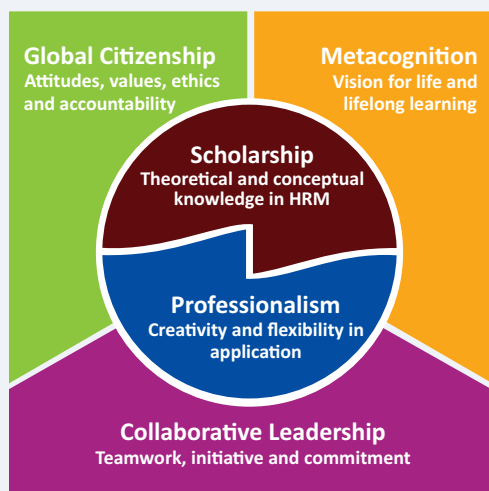 Global Citizenship
Attitudes, values, ethics
and accountability
Metacognition
Vision for life and
lifelong learning
Scholarship
Theoretical and conceptual
knowledge in HRM
Professionalism
Creativity and flexibility in
application
Collaborative Leadership
Teamwork, initiative and commitment